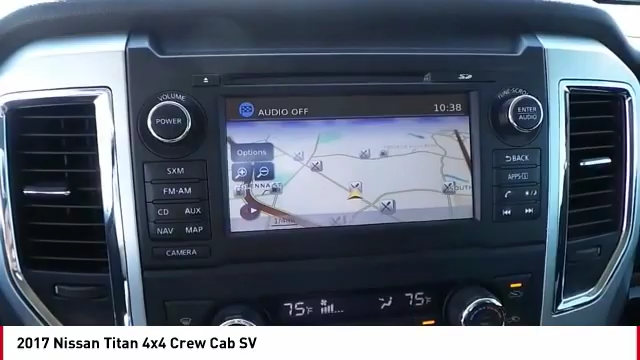 VOLUME
POWER
SXM
FM-AM
CD AUX
NAV MAP
CAMERA
AUDIO OFF 10:38
Options
TUNE·SCROLL
ENTER
AUDIO
BACK
APPS
75°F
75°F
2017 Nissan Titan 4x4 Crew Cab SV